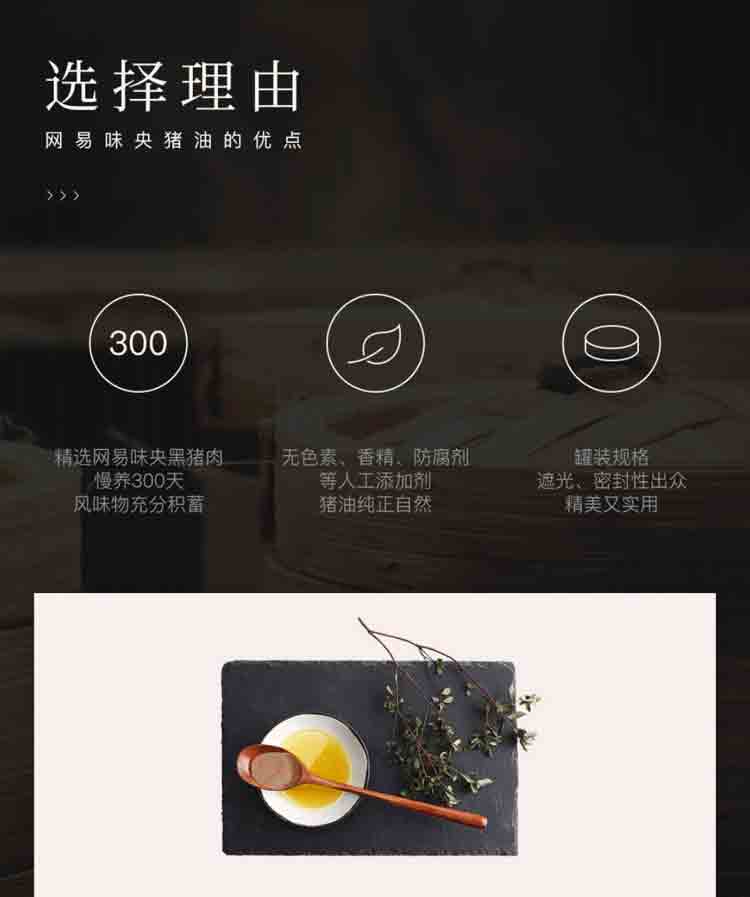 选择理由
网易味央猪油的优点
>>>
300
精选网易味央黑猪肉
慢养300天
风味物充分积蓄
无色素、香精、防腐剂
等人工添加剂
猪油纯正自然
罐装规格
遮光、密封性出众
精美又实用